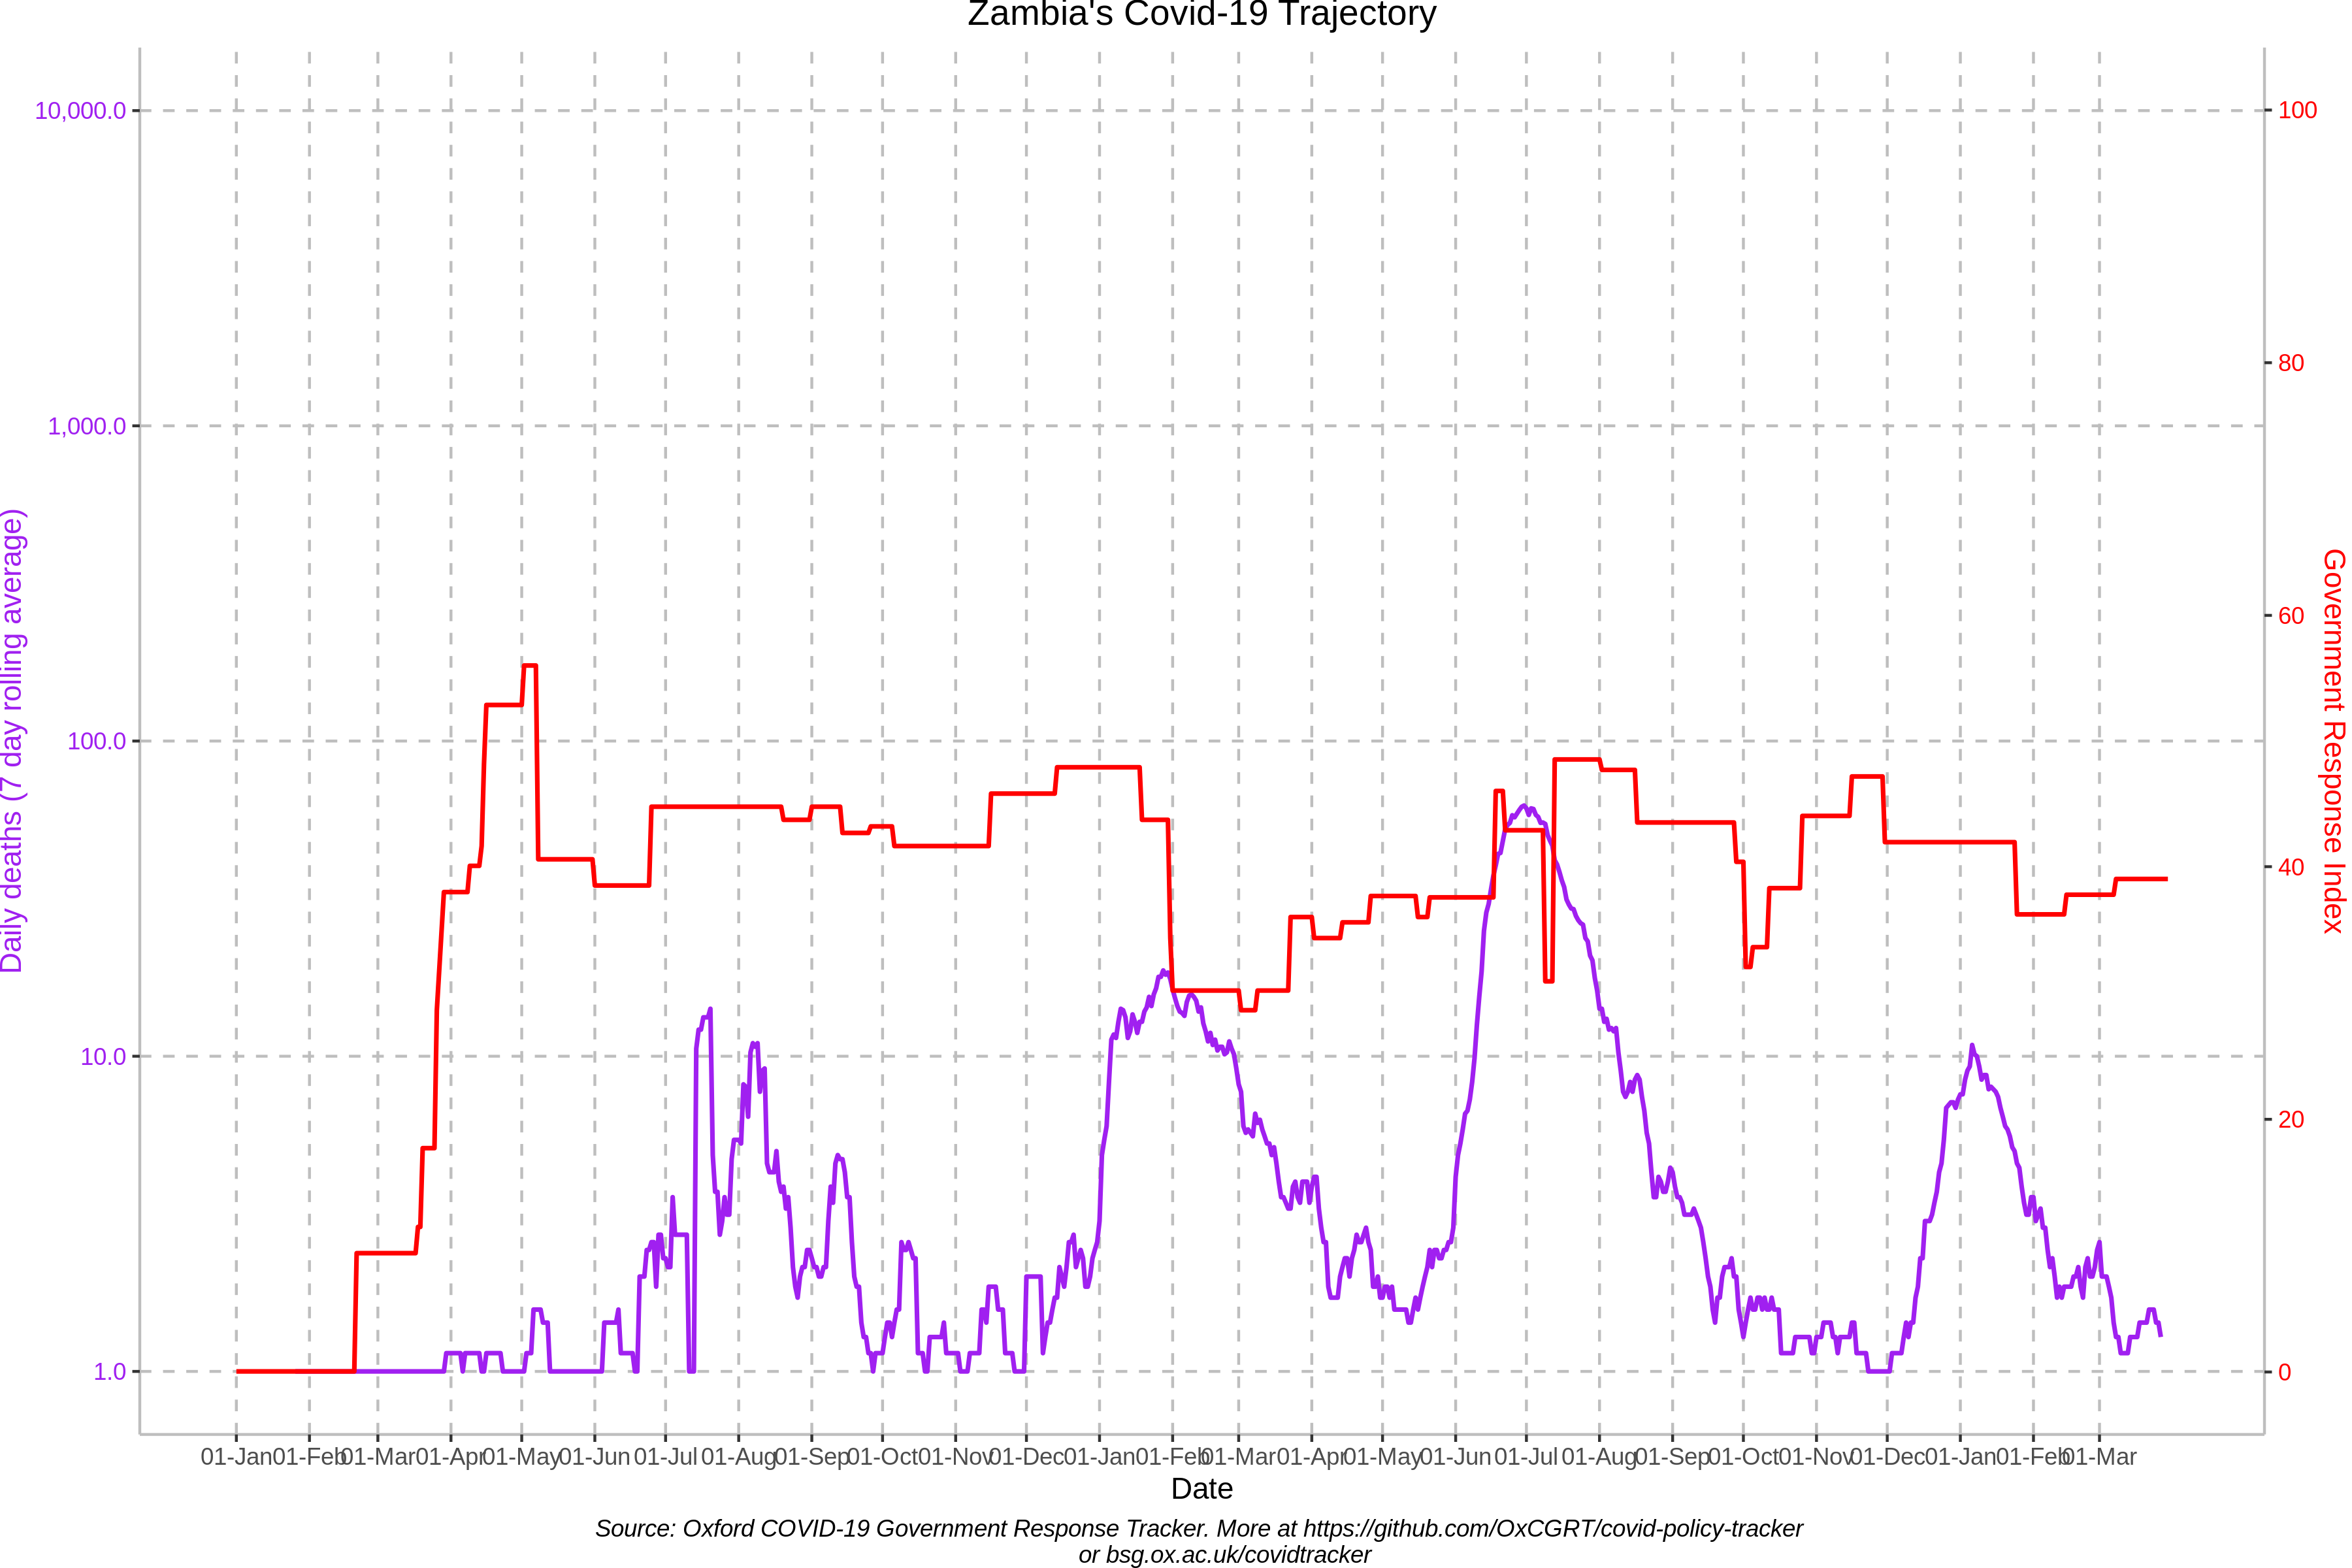 Zambia's Covid-19 Trajectory
10,000.0
1,000.0
100.0
10.0
1.0
Daily deaths (7 day rolling average)
100
80
60
40
20
0
Government Response Index
01-Jan 01-Feb 01-Mar 01-Apr 01-May 01-Jun 01-Jul 01-Aug 01-Sep 01-Oct 01-Nov 01-Dec 01-Jan 01-Feb 01-Mar 01-Apr 01-May 01-Jun 01-Jul 01-Aug 01-Sep 01-Oct 01-Nov 01-Dec 01-Jan 01-Feb 01-Mar
Date
Source: Oxford COVID-19 Government Response Tracker. More at https://github.com/OxCGRT/covid-policy-tracker
or bsg.ox.ac.uk/covidtracker